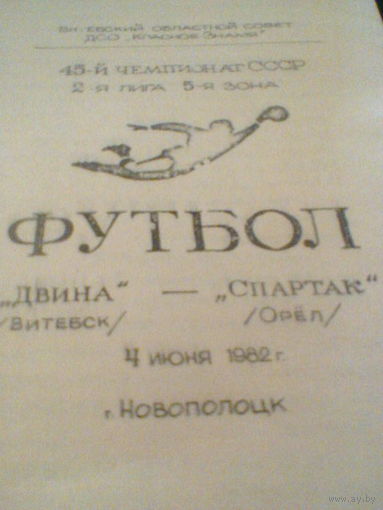 Витебский областной совет
ДСО „Красное Знамя"
45-й чемпионат СССР
2-я лига 5-я зона
ФУТБОЛ
„ДВИНА" — „СПАРТАК"
/Витебск/ /Орёл/
4 июня 1982 г.
г. Новополоцк
www.ay.by